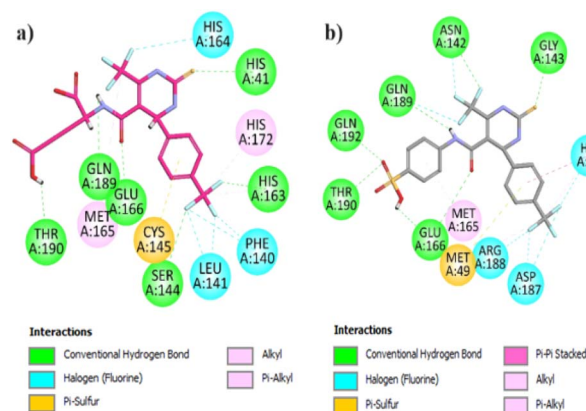 a)
HIS
A:164
HIS
A:41
HIS
A:172
HIS
A:163
PHE
A:140
LEU
A:141
SER
A:144
CYS
A:145
GLN
A:189
GLU
A:166
MET
A:165
THR
A:190
H
N
O
N
N
Interactions
Conventional Hydrogen Bond
Halogen (Fluorine)
Pi-Sulfur
Alkyl
Pi-Alkyl
b)
ASN
A:142
GLY
A:143
GLN
A:189
GLN
A:192
THR
A:190
GLU
A:166
MET
A:165
MET
A:49
ARG
A:188
ASP
A:187
H
A:
Interactions
Conventional Hydrogen Bond
Halogen (Fluorine)
Pi-Sulfur
Pi-Pi Stacked
Alkyl
Pi-Alkyl